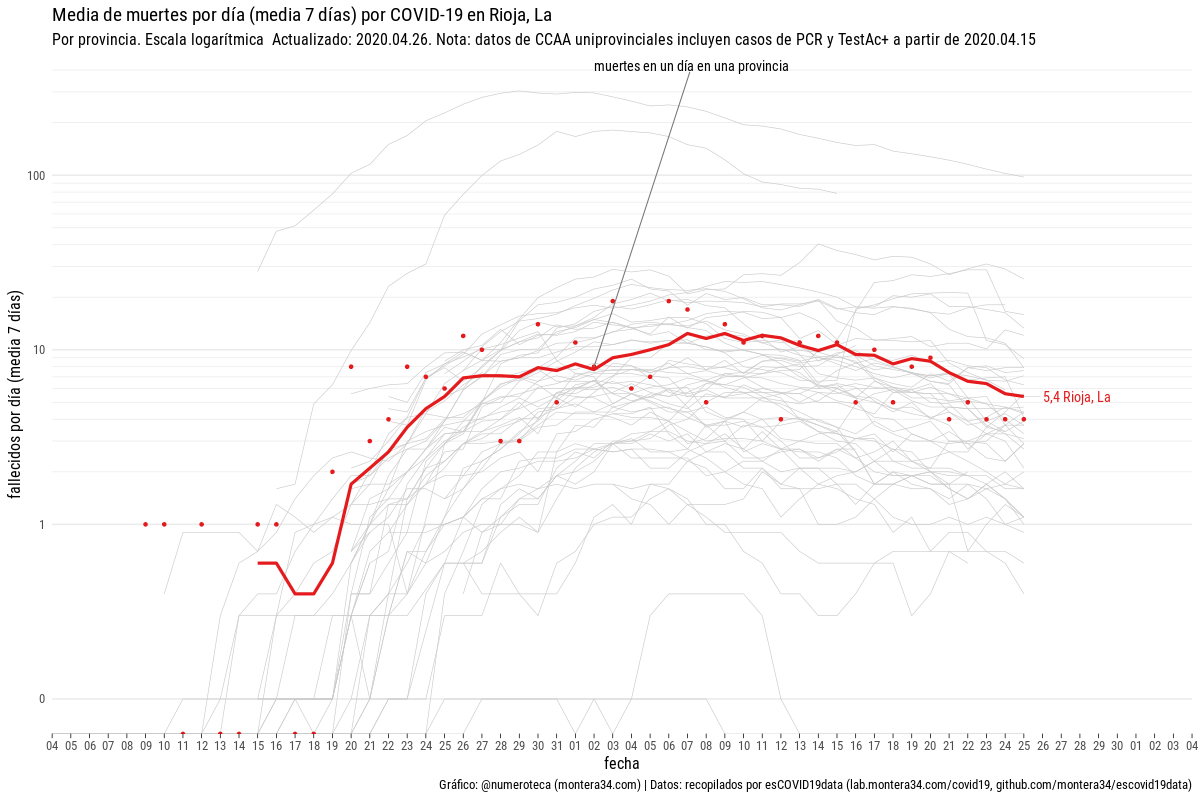 Media de muertes por día (media 7 días) por COVID-19 en Rioja, La
Por provincia. Escala logarítmica  Actualizado: 2020.04.26. Nota: datos de CCAA uniprovinciales incluyen casos de PCR y TestAc+ a partir de 2020.04.15
muertes en un día en una provincia
fallecidos por día (media 7 días)
100
10
1
0
5,4 Rioja, La
04 05 06 07 08 09 10 11 12 13 14 15 16 17 18 19 20 21 22 23 24 25 26 27 28 29 30 31 01 02 03 04 05 06 07 08 09 10 11 12 13 14 15 16 17 18 19 20 21 22 23 24 25 26 27 28 29 30 01 02 03 04
fecha
Gráfico: @numeroteca (montera34.com) | Datos: recopilados por esCOVID19data (lab.montera34.com/covid19, github.com/montera34/escovid19data)